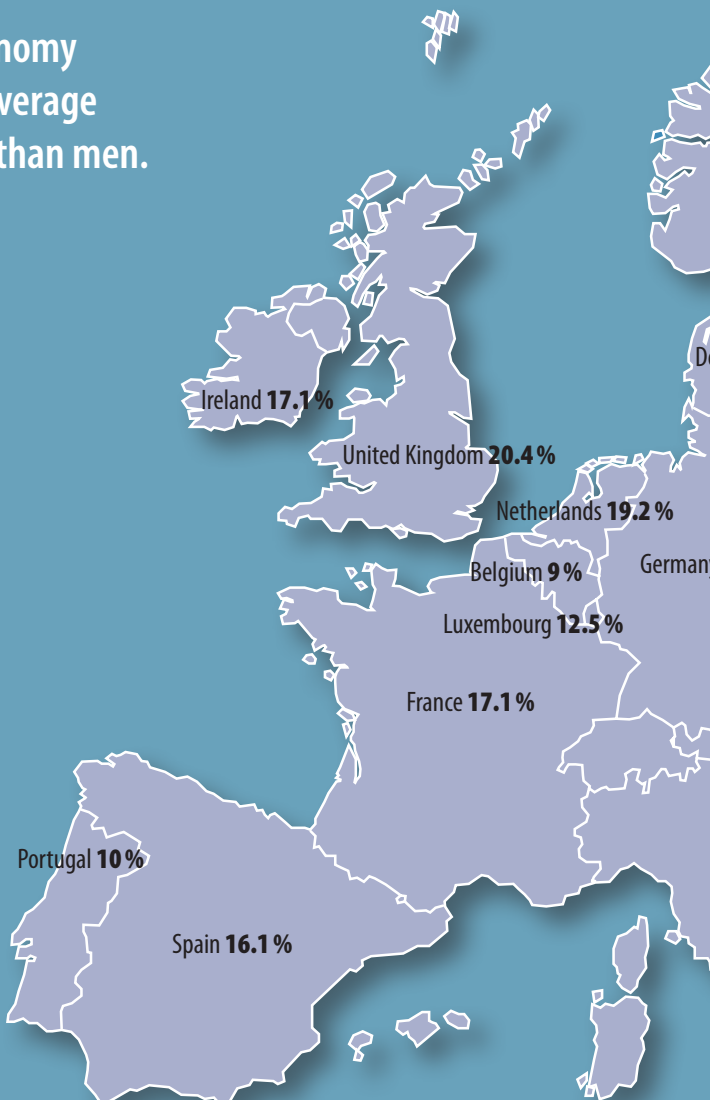 nomy
verage
than men.
Ireland 17.1%
United Kingdom 20.4%
Netherlands 19.2%
Belgium 9%
Germany
Luxembourg 12.5%
France 17.1%
Portugal 10%
Spain 16.1%